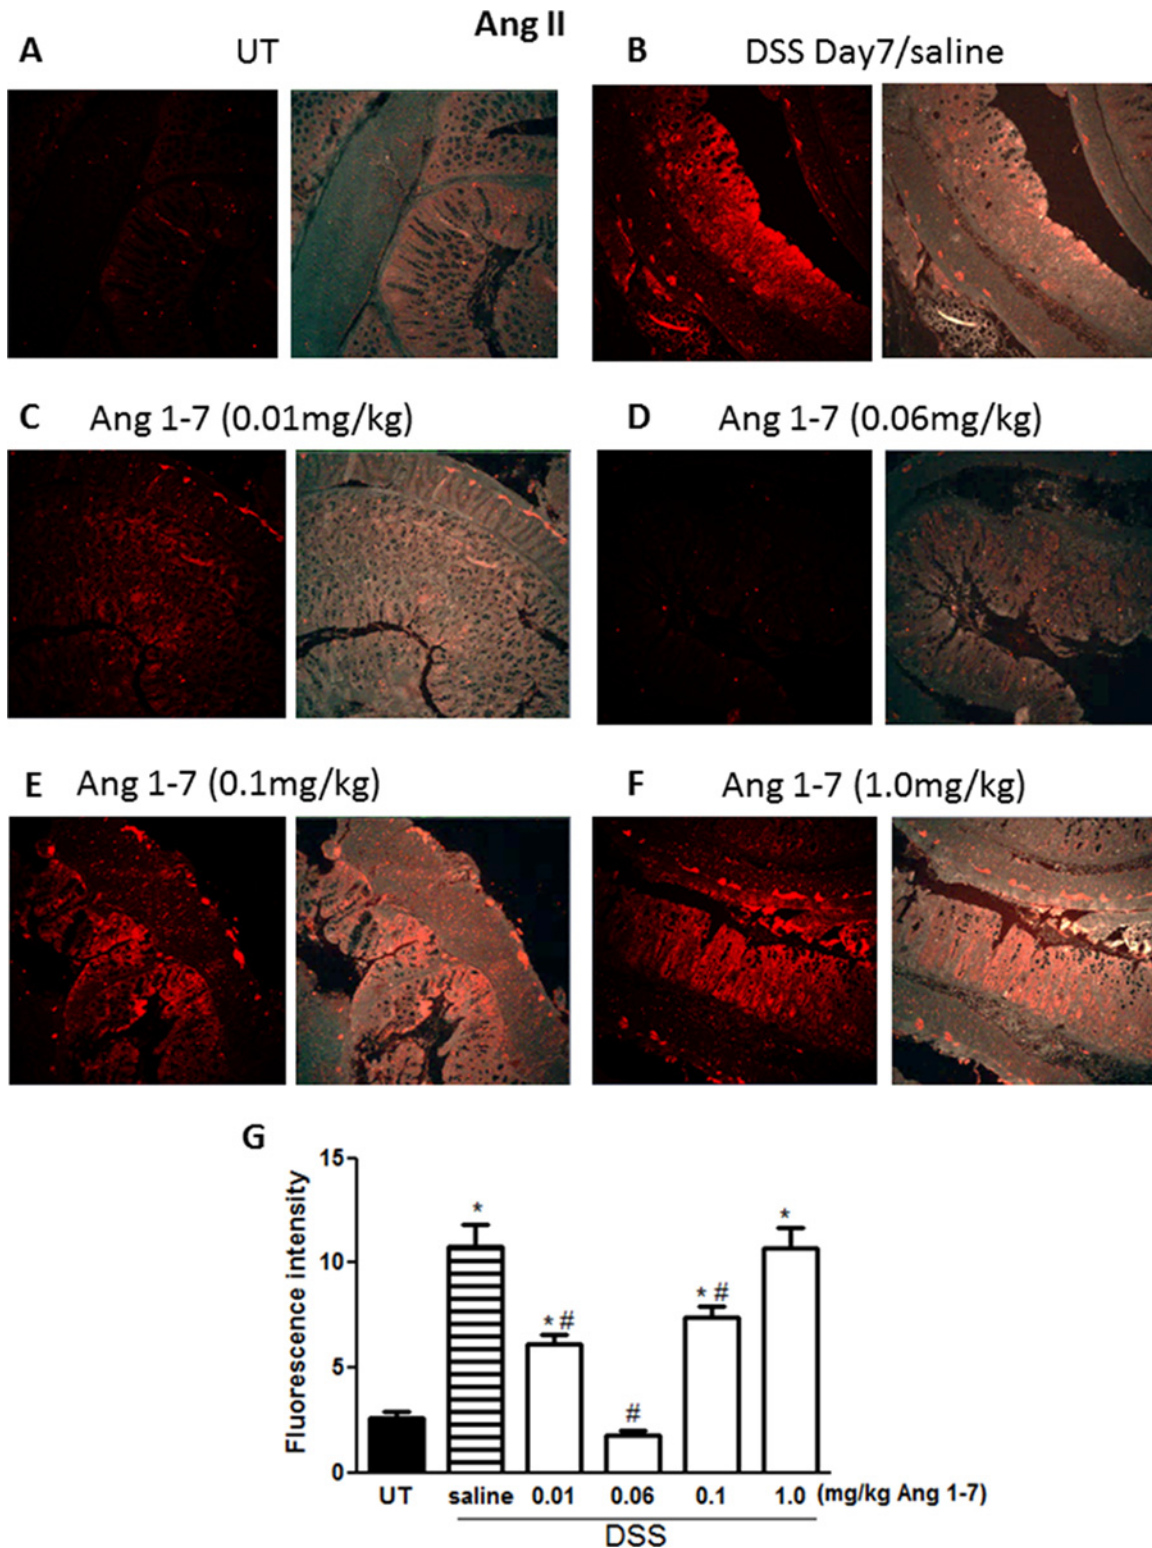 Ang II
A UT
B DSS Day7/saline
C Ang 1-7 (0.01mg/kg)
D Ang 1-7 (0.06mg/kg)
E Ang 1-7 (0.1mg/kg)
F Ang 1-7 (1.0mg/kg)
G
Fluorescence intensity
15
10
5
0
*
* #
#
* #
*
UT saline 0.01 0.06 0.1 1.0 (mg/kg Ang 1-7)
DSS